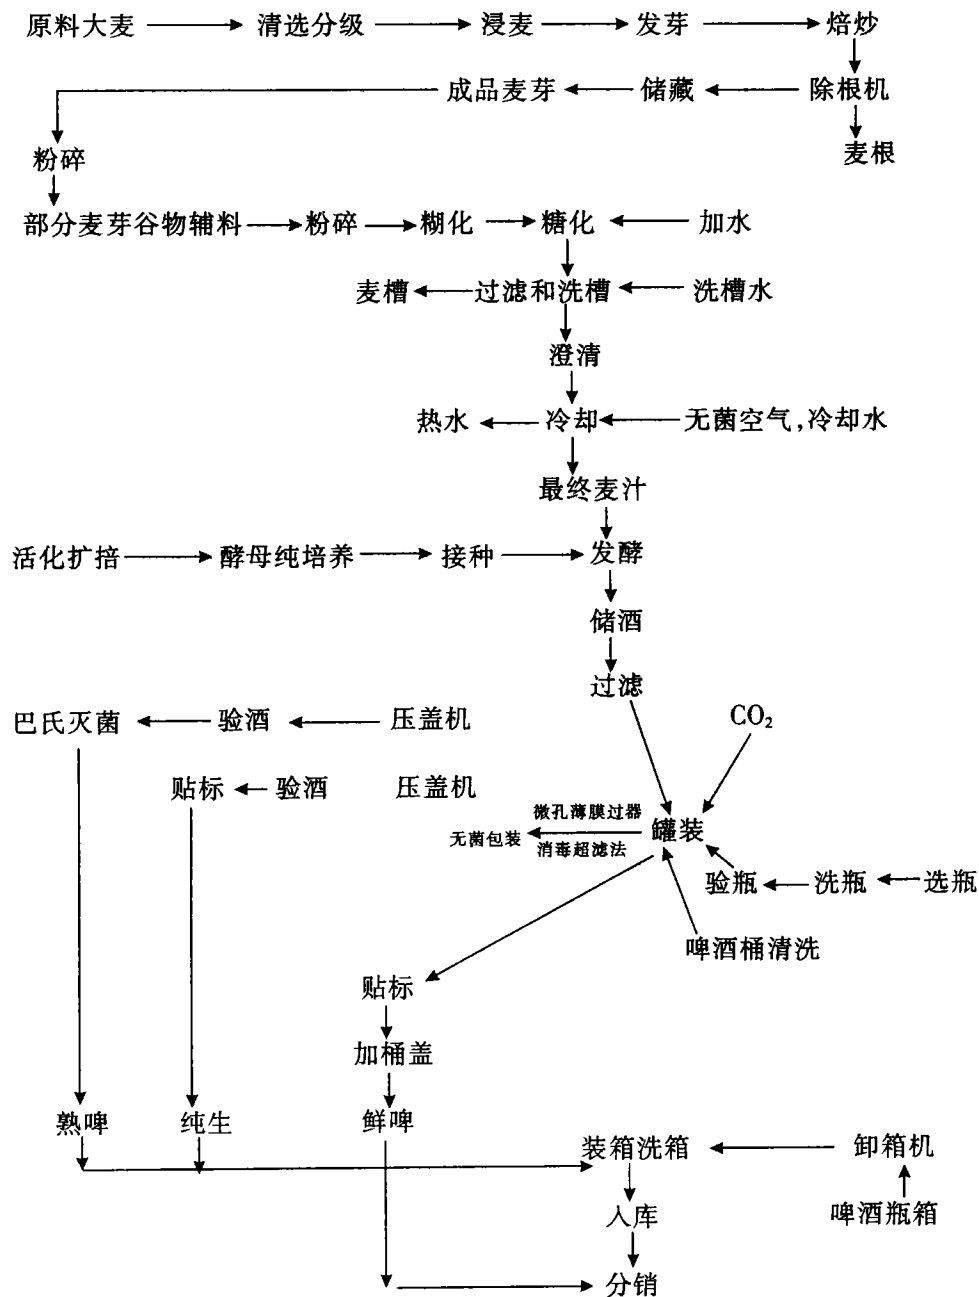 原料大麦 清选分级 浸麦 发芽 焙炒
成品麦芽 储藏 除根机
粉碎 麦根
部分麦芽谷物辅料 粉碎 糊化 糖化 加水
麦槽 过滤和洗槽 洗槽水
澄清
热水 冷却 无菌空气,冷却水
最终麦汁
活化扩掊 酵母纯培养 接种 发酵
储酒
过滤
巴氏灭菌 验酒 压盖机 CO₂
贴标 验酒 压盖机
微孔薄膜过器
无菌包装 消毒超滤法 罐装
验瓶 洗瓶 选瓶
啤酒桶清洗
贴标
加桶盖
熟啤 纯生 鲜啤
装箱洗箱 卸箱机
入库 啤酒瓶箱
分销